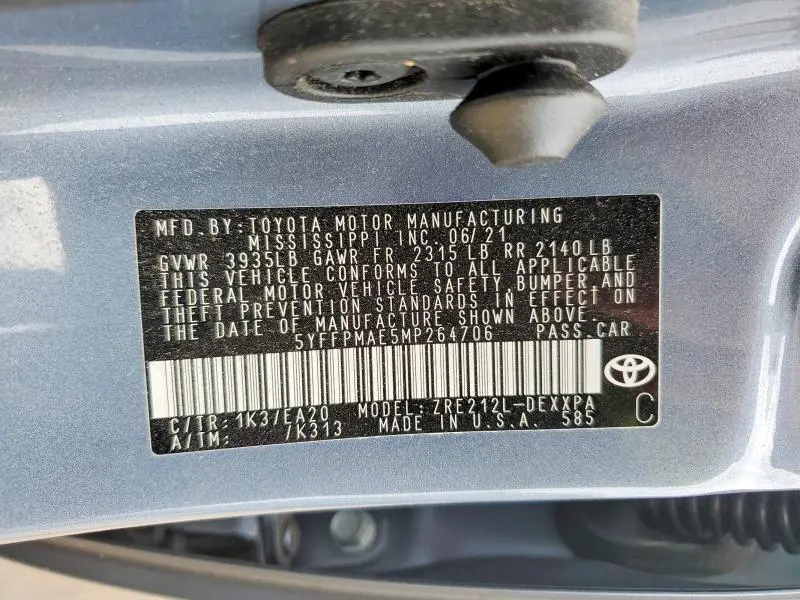 MFD. BY: TOYOTA MOTOR MANUFACTURING
MISSISSIPPI INC. 06/21
GVWR 3935LB GAWR FR 2315 LB RR 2140 LB
THIS VEHICLE CONFORMS TO ALL APPLICABLE
FEDERAL MOTOR VEHICLE SAFETY, BUMPER, AND
THEFT PREVENTION STANDARDS IN EFFECT ON
THE DATE OF MANUFACTURE SHOWN ABOVE.
5YFFPMAE5MP264706 PASS. CAR
C/TR: 1K3/EA20 MODEL: ZRE212L-DEXXPA
A/TM: /K313 MADE IN U.S.A. 585
C